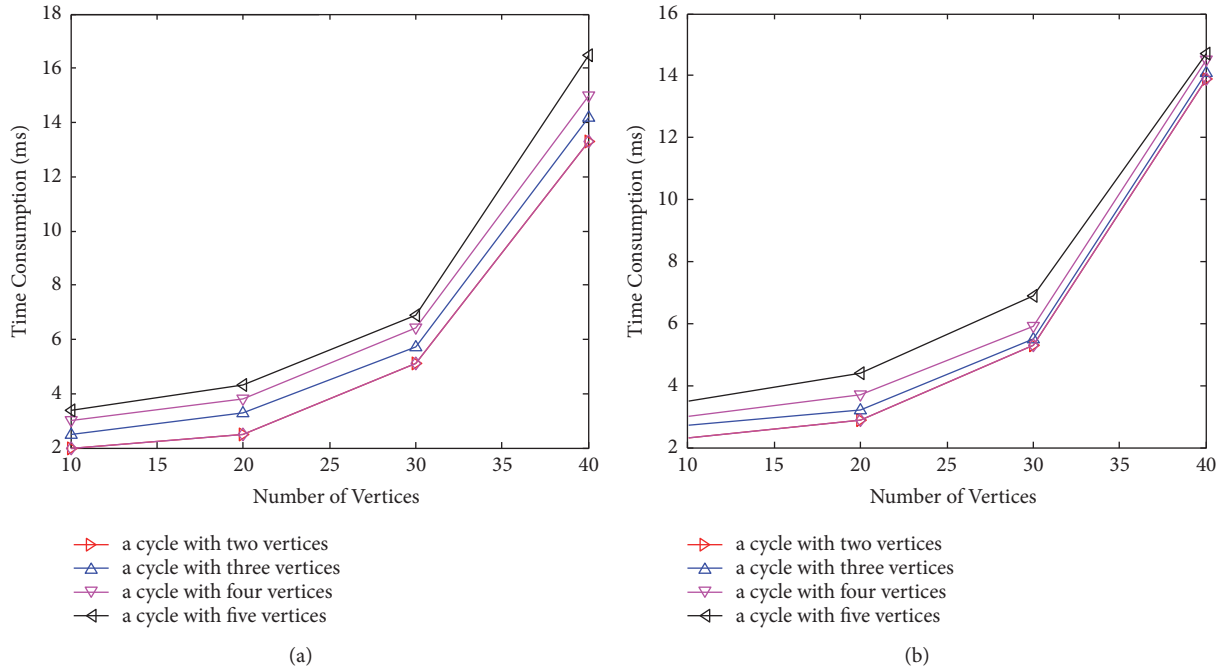 18
16
14
12
10
8
6
4
2
Time Consumption (ms)
10 15 20 25 30 35 40
Number of Vertices
a cycle with two vertices
a cycle with three vertices
a cycle with four vertices
a cycle with five vertices
(a)
16
14
12
10
8
6
4
2
Time Consumption (ms)
10 15 20 25 30 35 40
Number of Vertices
a cycle with two vertices
a cycle with three vertices
a cycle with four vertices
a cycle with five vertices
(b)